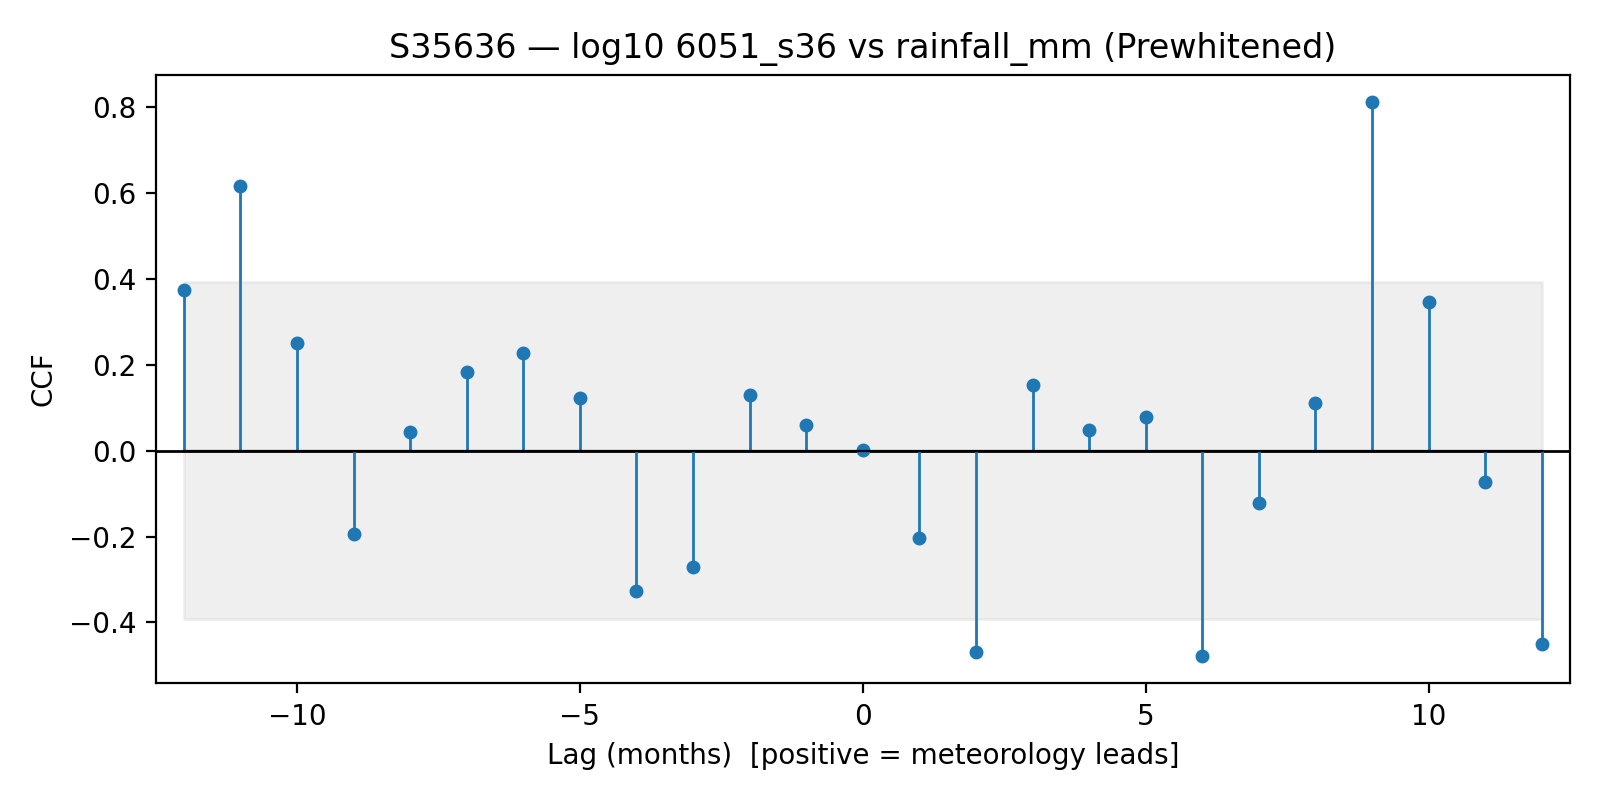 S35636 — log10 6051_s36 vs rainfall_mm (Prewhitened)
CCF
0.8
0.6
0.4
0.2
0.0
−0.2
−0.4
−10 −5 0 5 10
Lag (months)  [positive = meteorology leads]